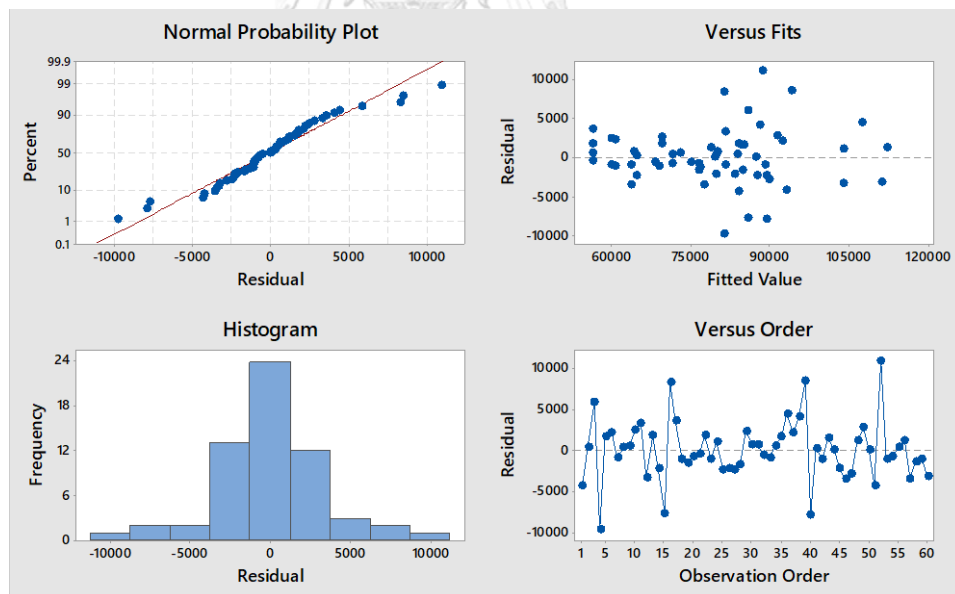 Normal Probability Plot
99.9
99
90
50
10
1
0.1
Percent
-10000 -5000 0 5000 10000
Residual
Versus Fits
10000
5000
0
-5000
-10000
Residual
60000 75000 90000 105000 120000
Fitted Value
Histogram
24
18
12
6
0
Frequency
-10000 -5000 0 5000 10000
Residual
Versus Order
10000
5000
0
-5000
-10000
Residual
1 5 10 15 20 25 30 35 40 45 50 55 60
Observation Order